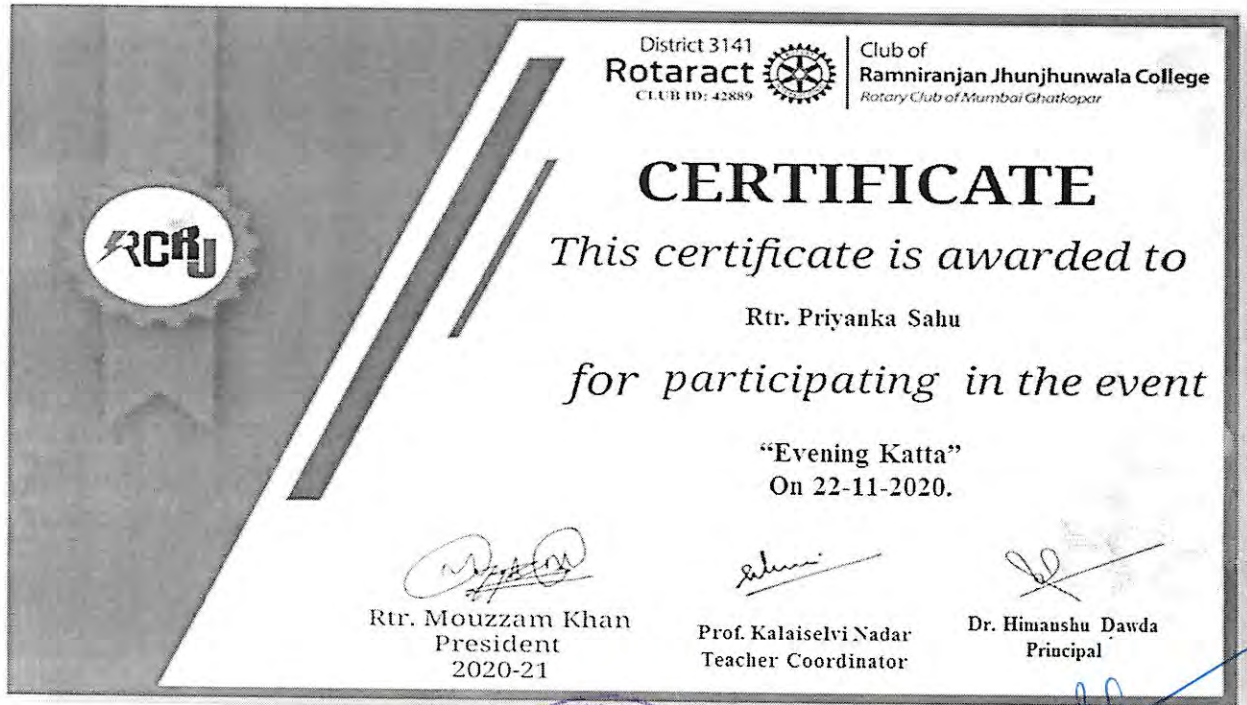 District 3141
Rotaract
CLUB ID: 42889
Club of
Ramniranjan Jhunjhunwala College
Rotary Club of Mumbai Ghatkopar
RCRJ
CERTIFICATE
This certificate is awarded to
Rtr. Priyanka Sahu
for participating in the event
“Evening Katta”
On 22-11-2020.
Rtr. Mouzzam Khan
President
2020-21
Prof. Kalaiselvi Nadar
Teacher Coordinator
Dr. Himanshu Dawda
Principal